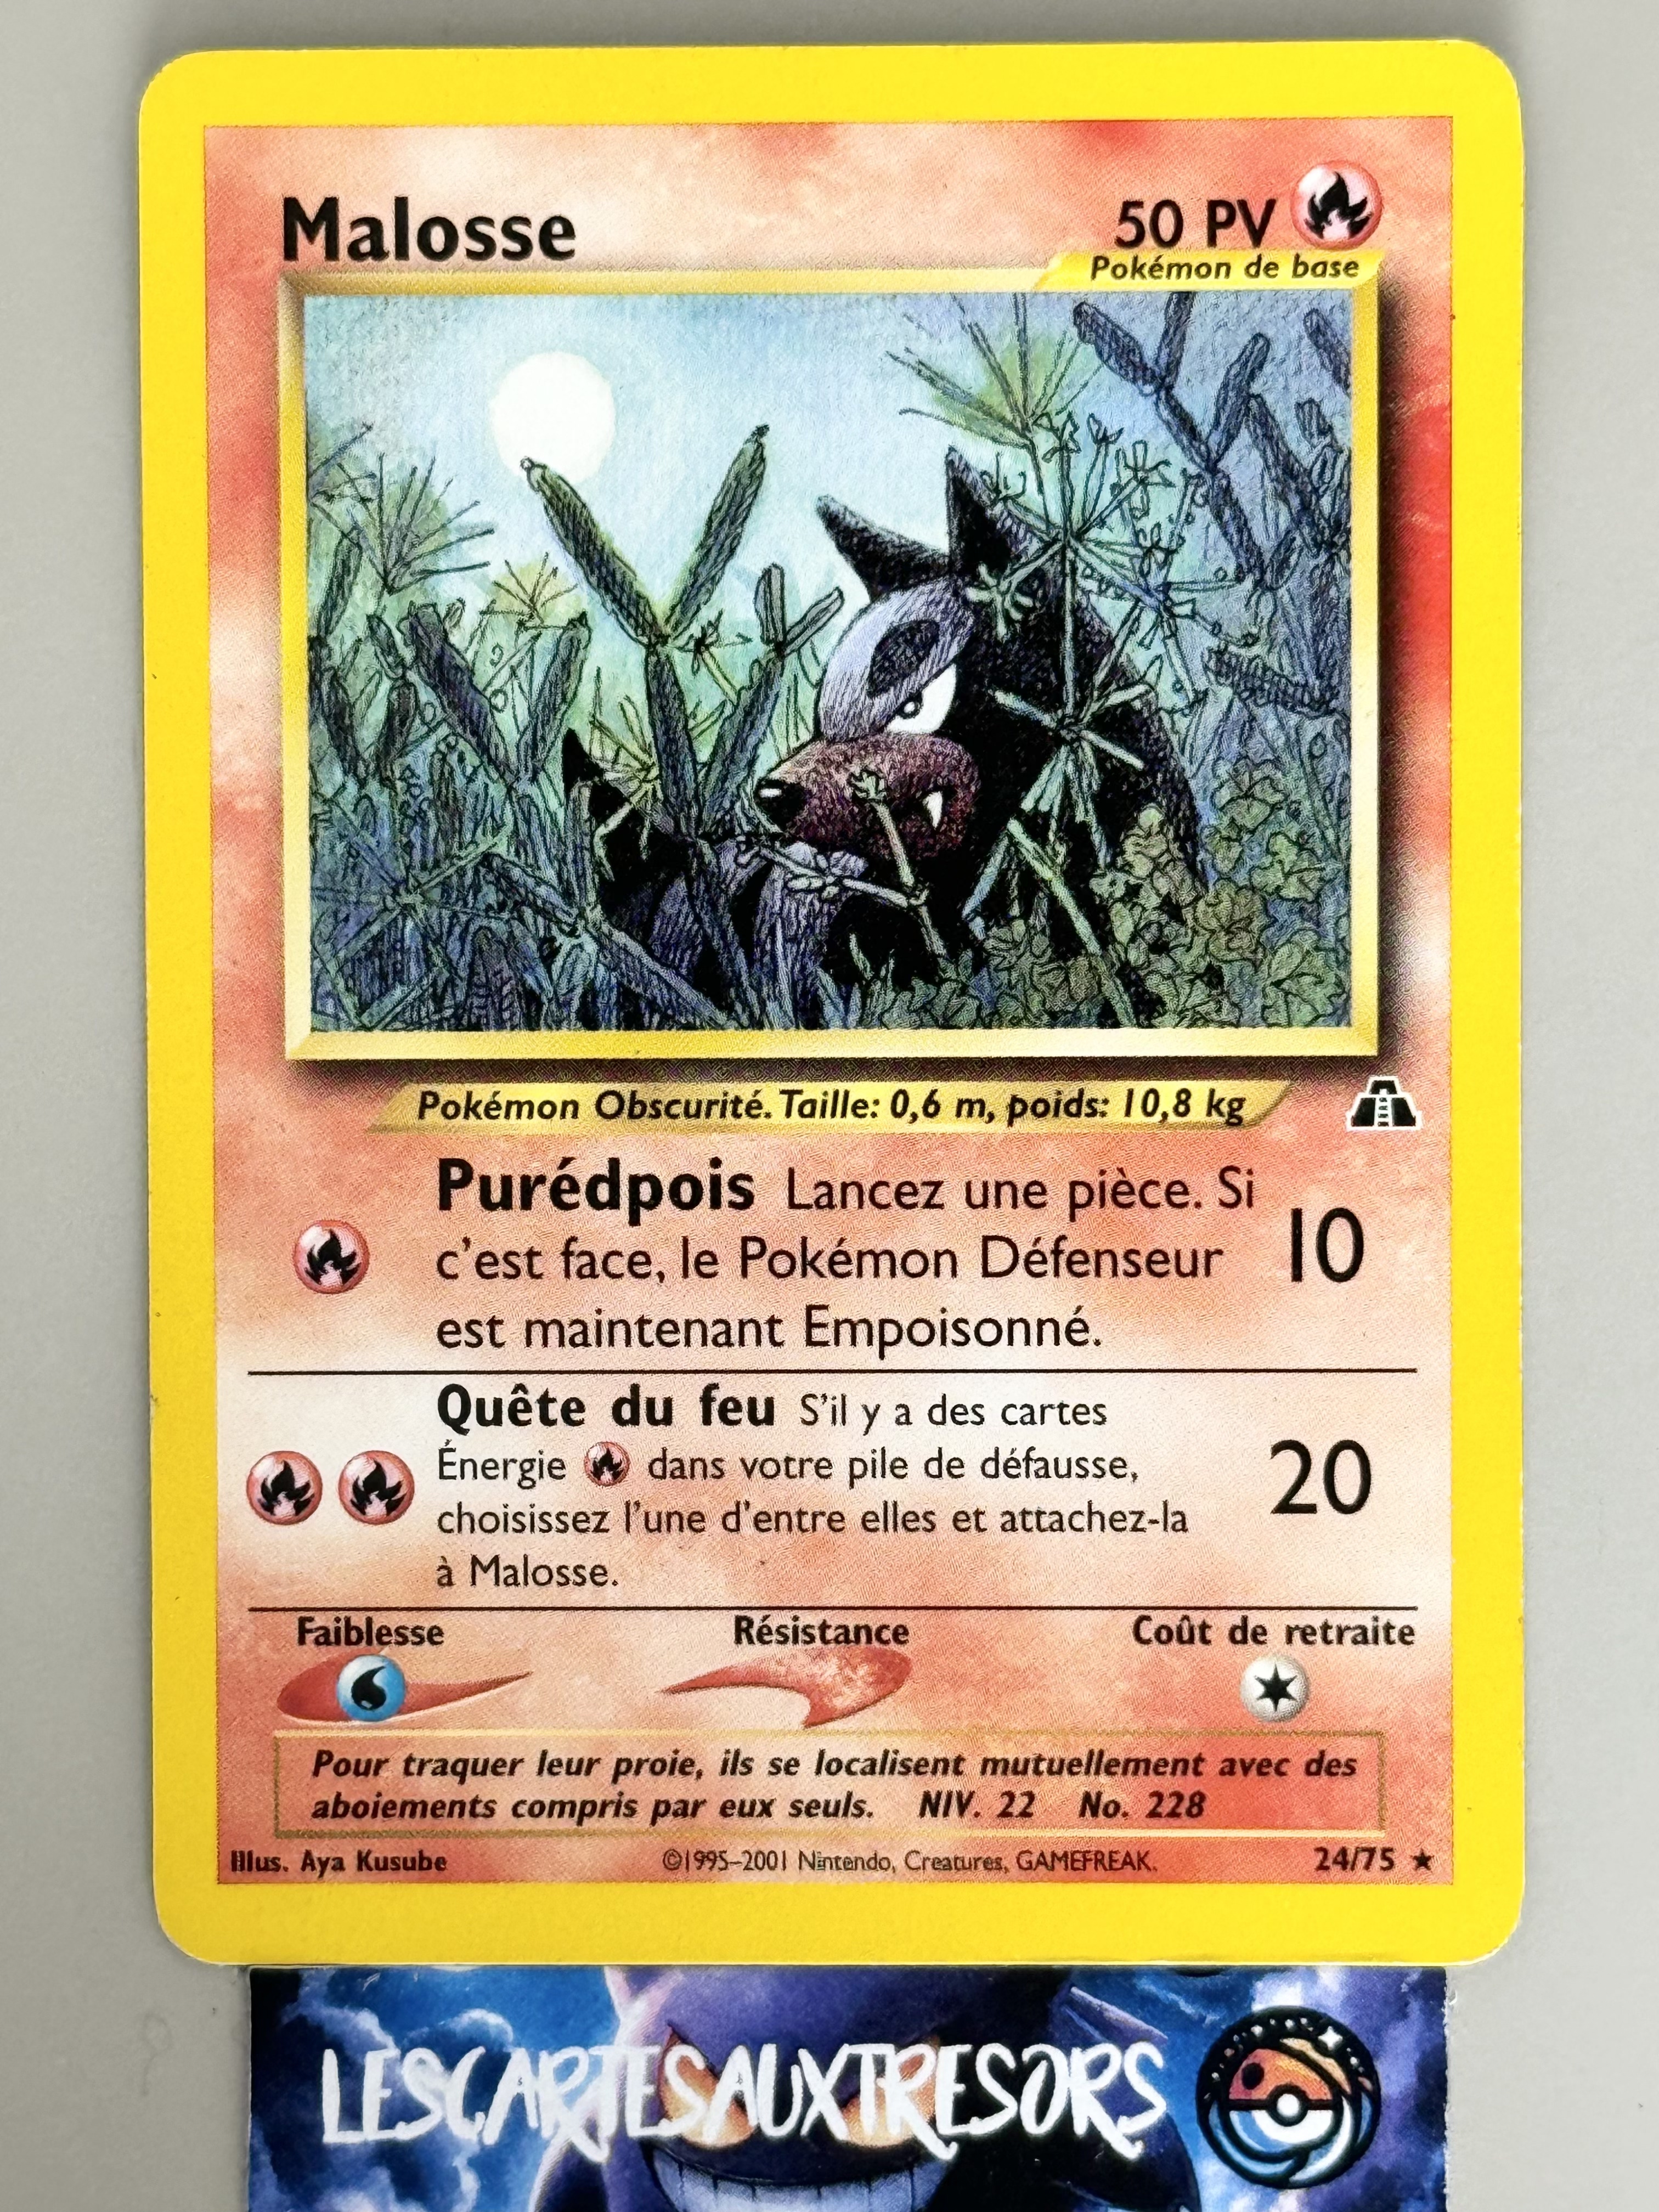 Malosse
50 PV
Pokémon de base
Pokémon Obscurité. Taille: 0,6 m, poids: 10,8 kg
Purédpois Lancez une pièce. Si
c'est face, le Pokémon Défenseur
est maintenant Empoisonné.
10
Quête du feu S'il y a des cartes
Énergie dans votre pile de défausse,
choisissez l'une d'entre elles et attachez-la
à Malosse.
20
Faiblesse
Résistance
Coût de retraite
Pour traquer leur proie, ils se localisent mutuellement avec des
aboiements compris par eux seuls. NIV. 22 No. 228
Illus. Aya Kusube
©1995-2001 Nintendo, Creatures, GAMEFREAK.
24/75 ★
LESCARTESAUXTRESORS